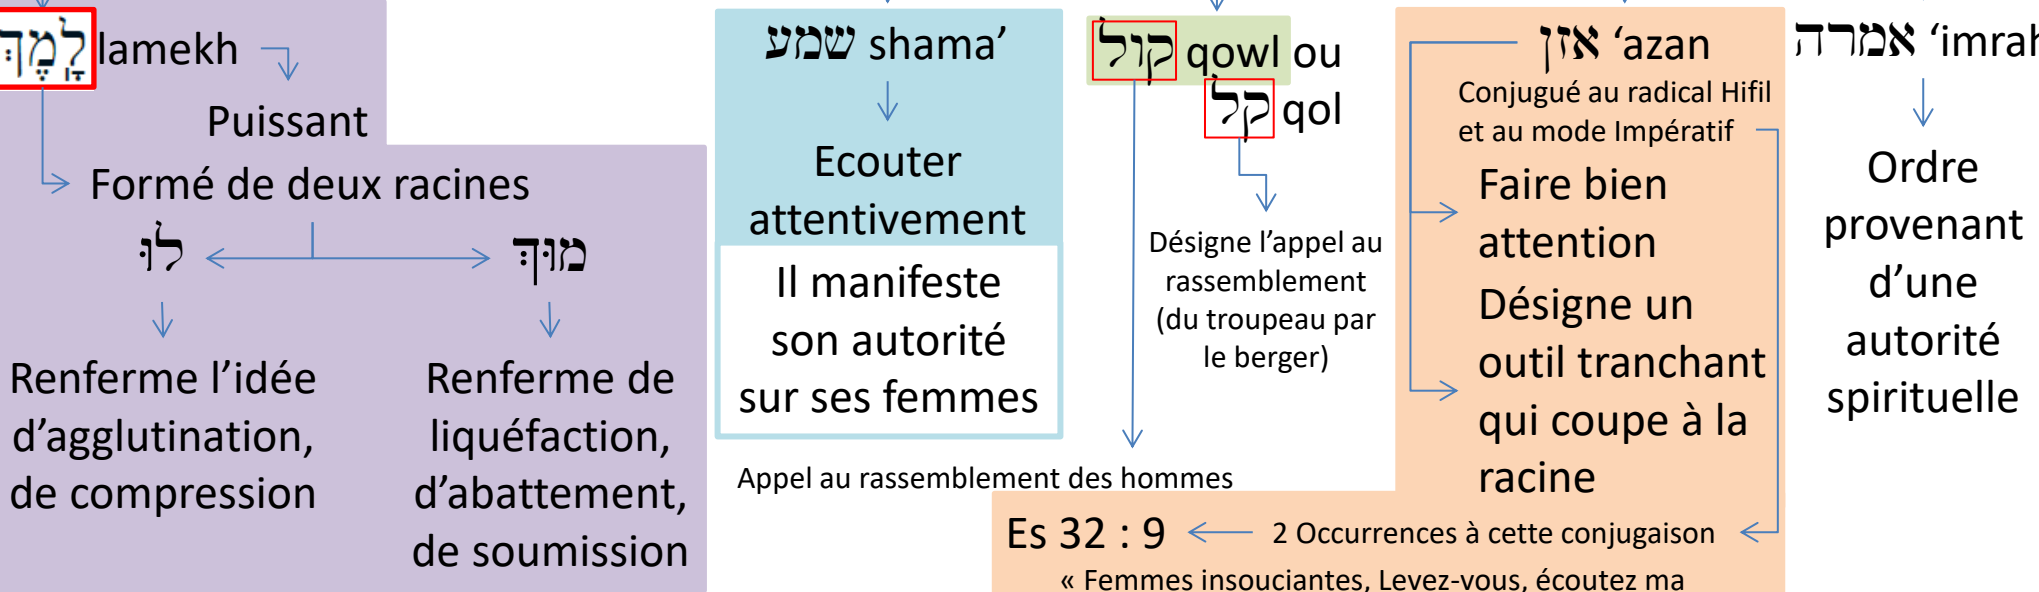 לָמֶךְ lamekh
Puissant
Formé de deux racines
לוּ
מוּךְ
Renferme l’idée
d’agglutination,
de compression
Renferme de
liquéfaction,
d’abattement,
de soumission
שמע shama’
Ecouter
attentivement
Il manifeste
son autorité
sur ses femmes
קול qowl ou
קל qol
Désigne l’appel au
rassemblement
(du troupeau par
le berger)
Appel au rassemblement des hommes
אזן ‘azan
Conjugué au radical Hifil
et au mode Impératif
Faire bien
attention
Désigne un
outil tranchant
qui coupe à la
racine
Es 32 : 9
2 Occurrences à cette conjugaison
« Femmes insouciantes, Levez-vous, écoutez ma
אמרה ‘imrah
Ordre
provenant
d’une
autorité
spirituelle